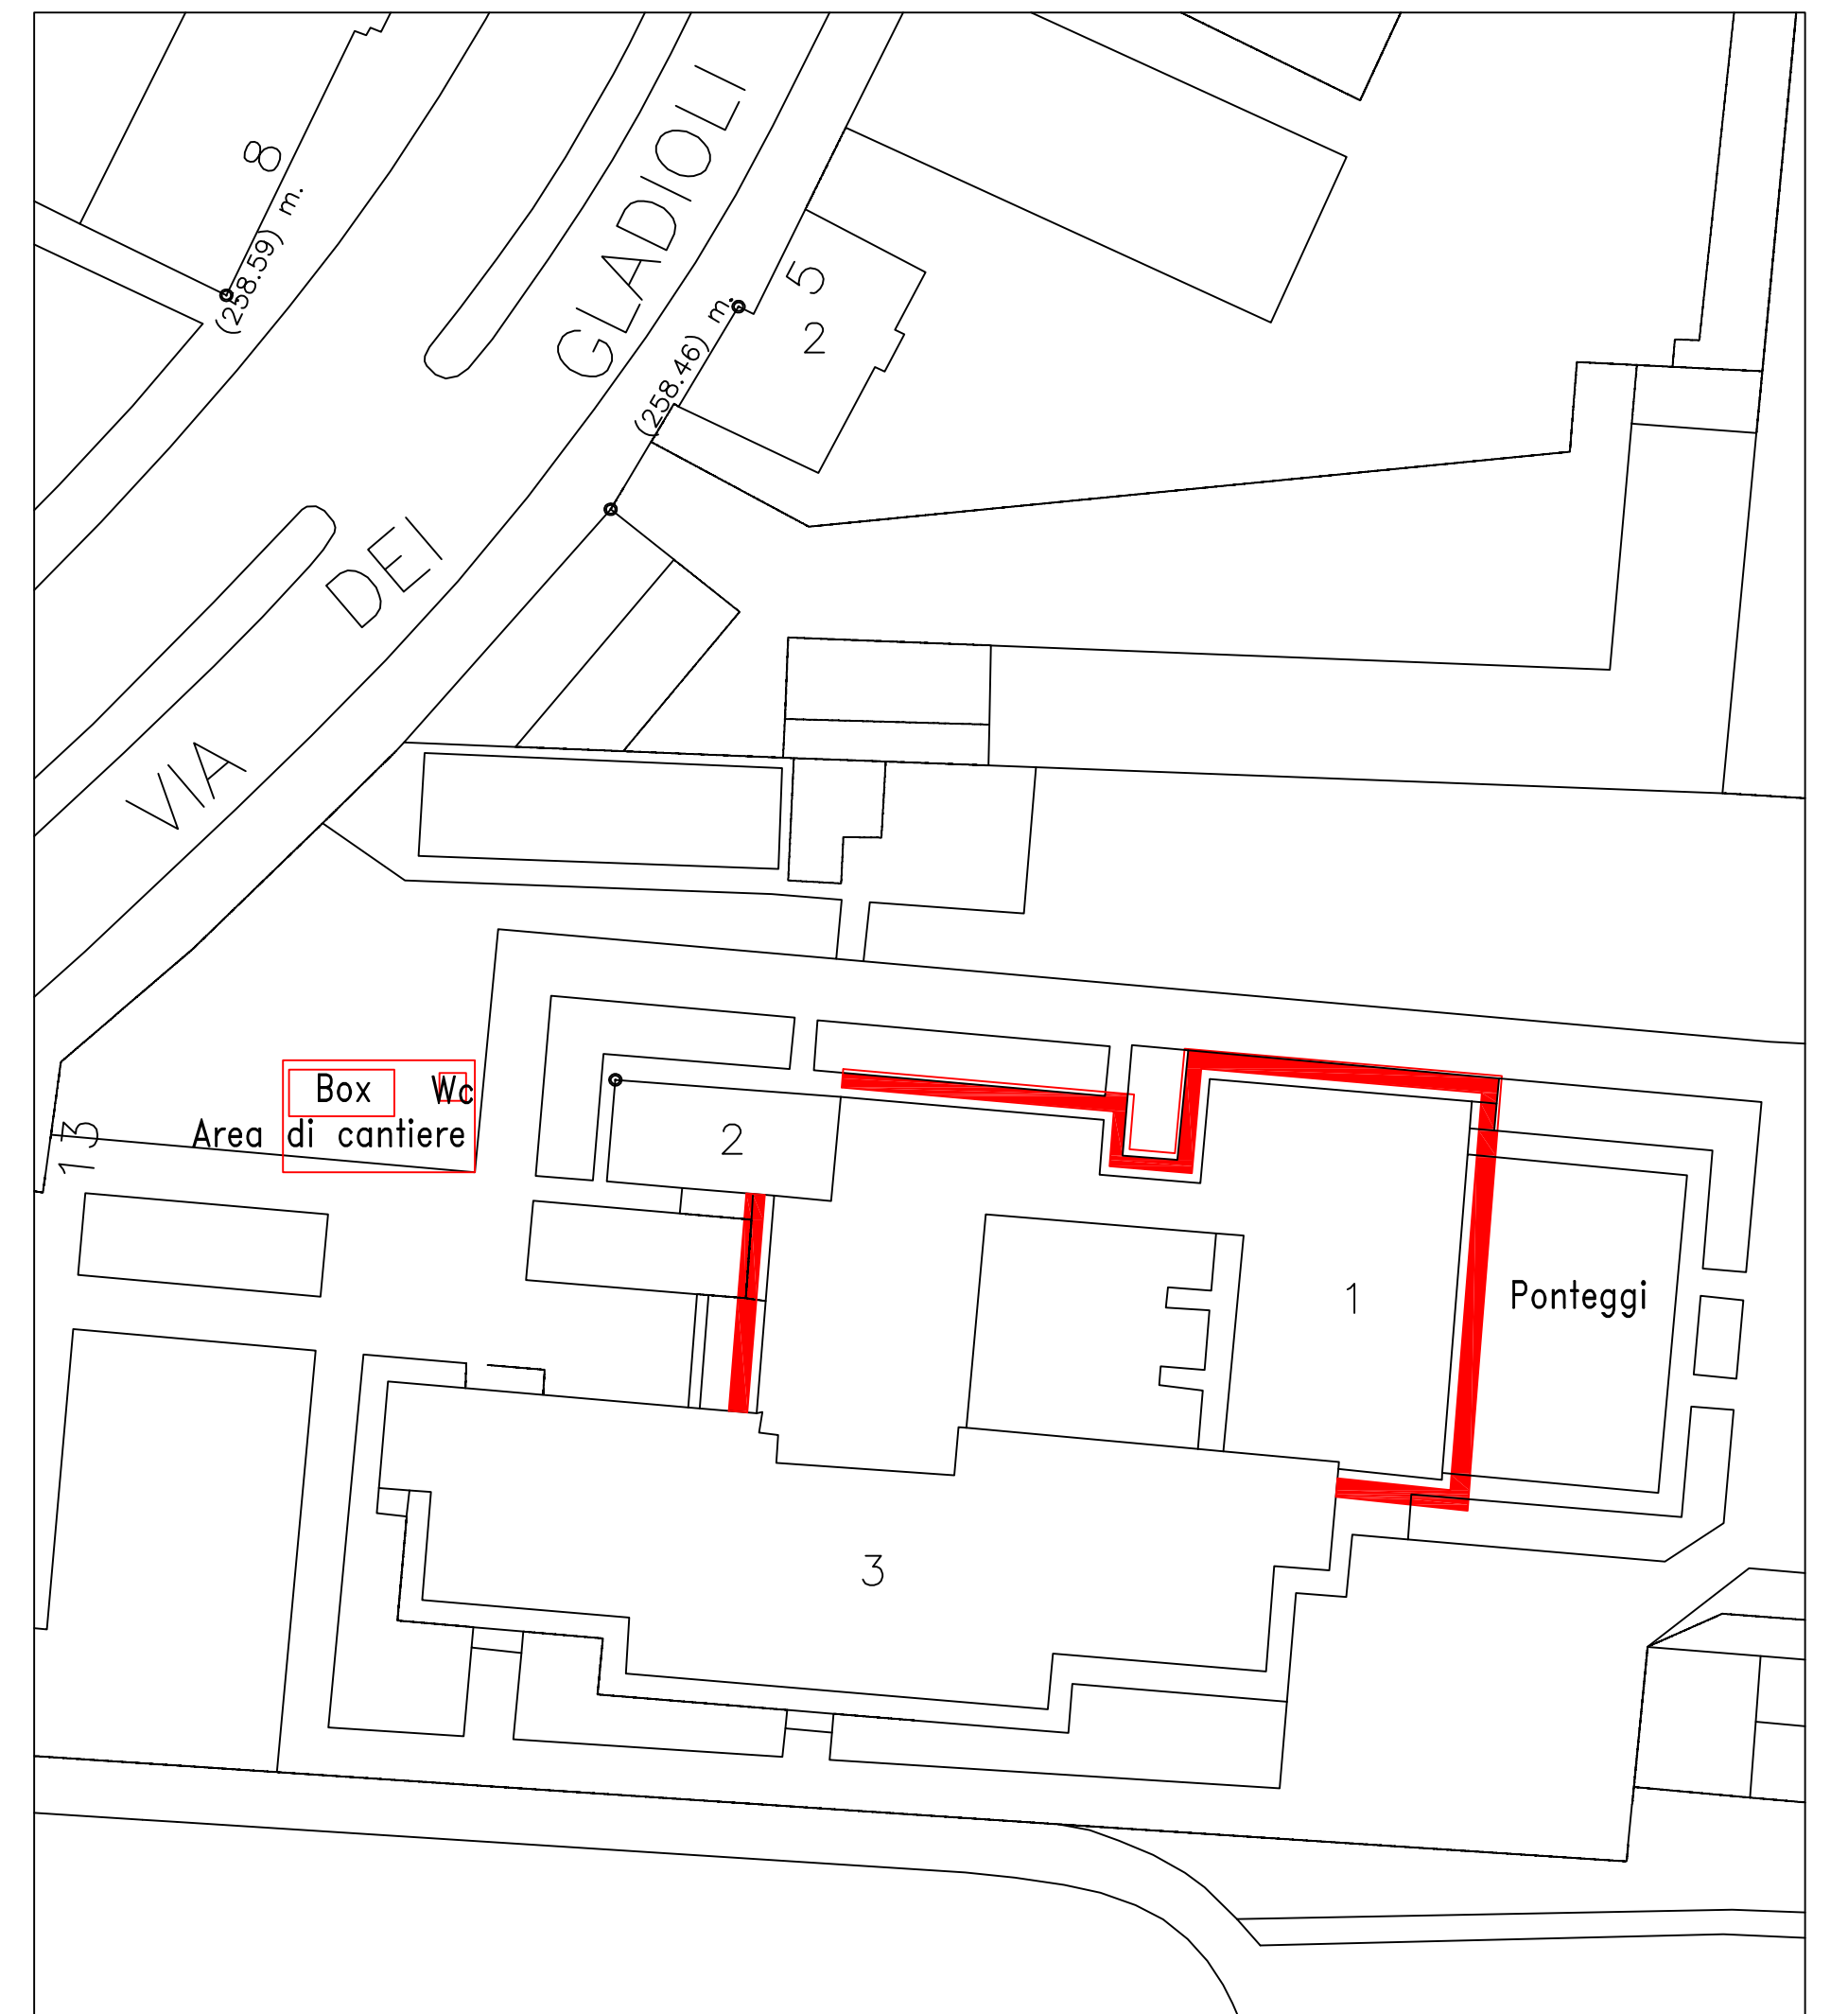 8
(258.59) m.
VIA DEI GLADIOLI
5
2
(258.46) m.
13
Box
Wc
Area di cantiere
2
1
Ponteggi
3